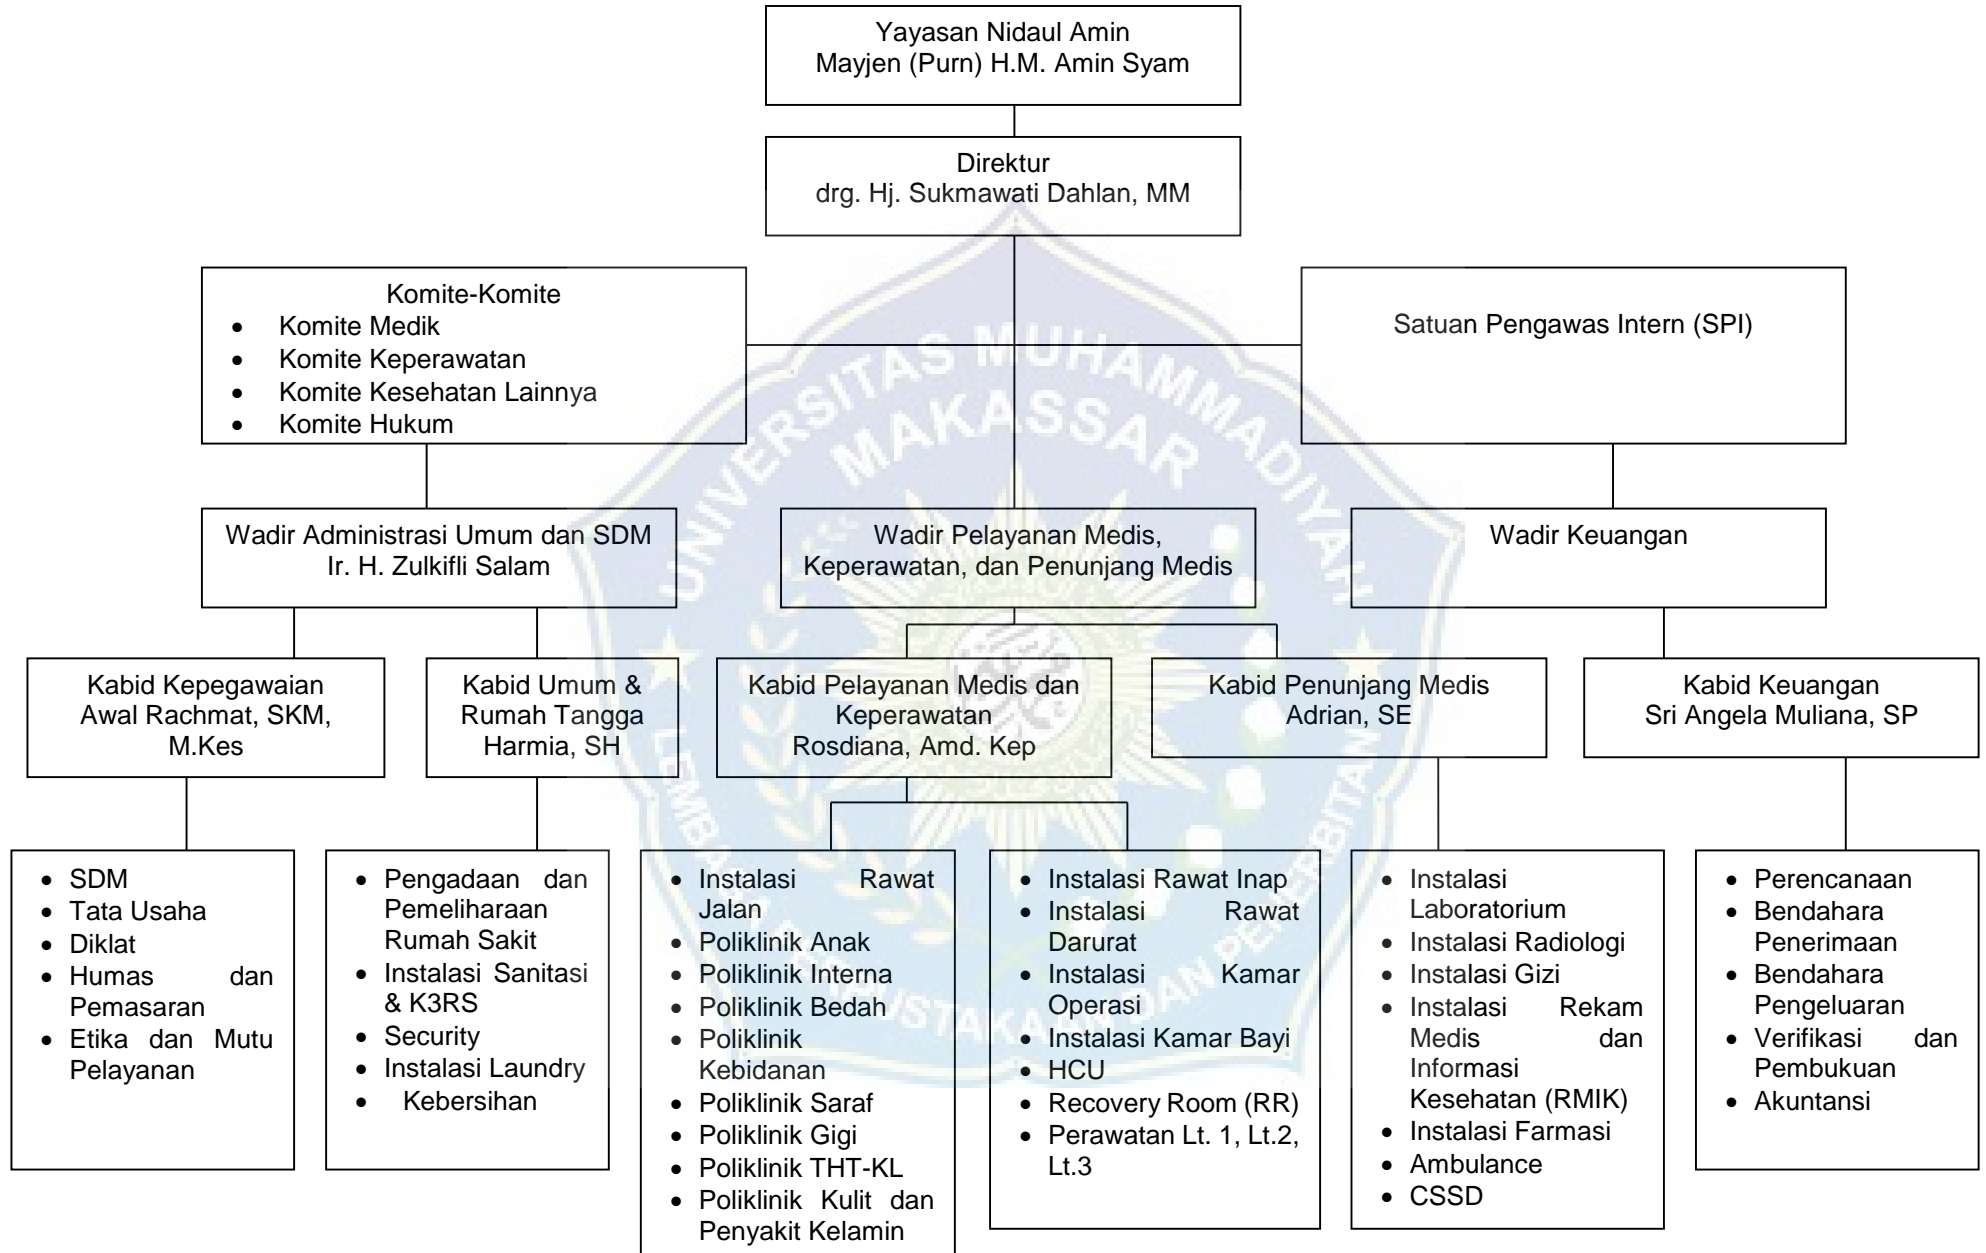 Yayasan Nidaul Amin
Mayjen (Purn) H.M. Amin Syam
Direktur
drg. Hj. Sukmawati Dahlan, MM
Komite-Komite
• Komite Medik
• Komite Keperawatan
• Komite Kesehatan Lainnya
• Komite Hukum
Satuan Pengawas Intern (SPI)
UNIVERSITAS MUHAMMADIYAH
MAKASSAR
LEMBAGA PERPUSTAKAAN DAN PENERBITAN
Wadir Administrasi Umum dan SDM
Ir. H. Zulkifli Salam
Wadir Pelayanan Medis,
Keperawatan, dan Penunjang Medis
Wadir Keuangan
Kabid Kepegawaian
Awal Rachmat, SKM,
M.Kes
Kabid Umum &
Rumah Tangga
Harmia, SH
Kabid Pelayanan Medis dan
Keperawatan
Rosdiana, Amd. Kep
Kabid Penunjang Medis
Adrian, SE
Kabid Keuangan
Sri Angela Muliana, SP
• SDM
• Tata Usaha
• Diklat
• Humas dan
Pemasaran
• Etika dan Mutu
Pelayanan
• Pengadaan dan
Pemeliharaan
Rumah Sakit
• Instalasi Sanitasi
& K3RS
• Security
• Instalasi Laundry
• Kebersihan
• Instalasi Rawat
Jalan
• Poliklinik Anak
• Poliklinik Interna
• Poliklinik Bedah
• Poliklinik
Kebidanan
• Poliklinik Saraf
• Poliklinik Gigi
• Poliklinik THT-KL
• Poliklinik Kulit dan
Penyakit Kelamin
• Instalasi Rawat Inap
• Instalasi Rawat
Darurat
• Instalasi Kamar
Operasi
• Instalasi Kamar Bayi
• HCU
• Recovery Room (RR)
• Perawatan Lt. 1, Lt.2,
Lt.3
• Instalasi
Laboratorium
• Instalasi Radiologi
• Instalasi Gizi
• Instalasi Rekam
Medis dan
Informasi
Kesehatan (RMIK)
• Instalasi Farmasi
• Ambulance
• CSSD
• Perencanaan
• Bendahara
Penerimaan
• Bendahara
Pengeluaran
• Verifikasi dan
Pembukuan
• Akuntansi